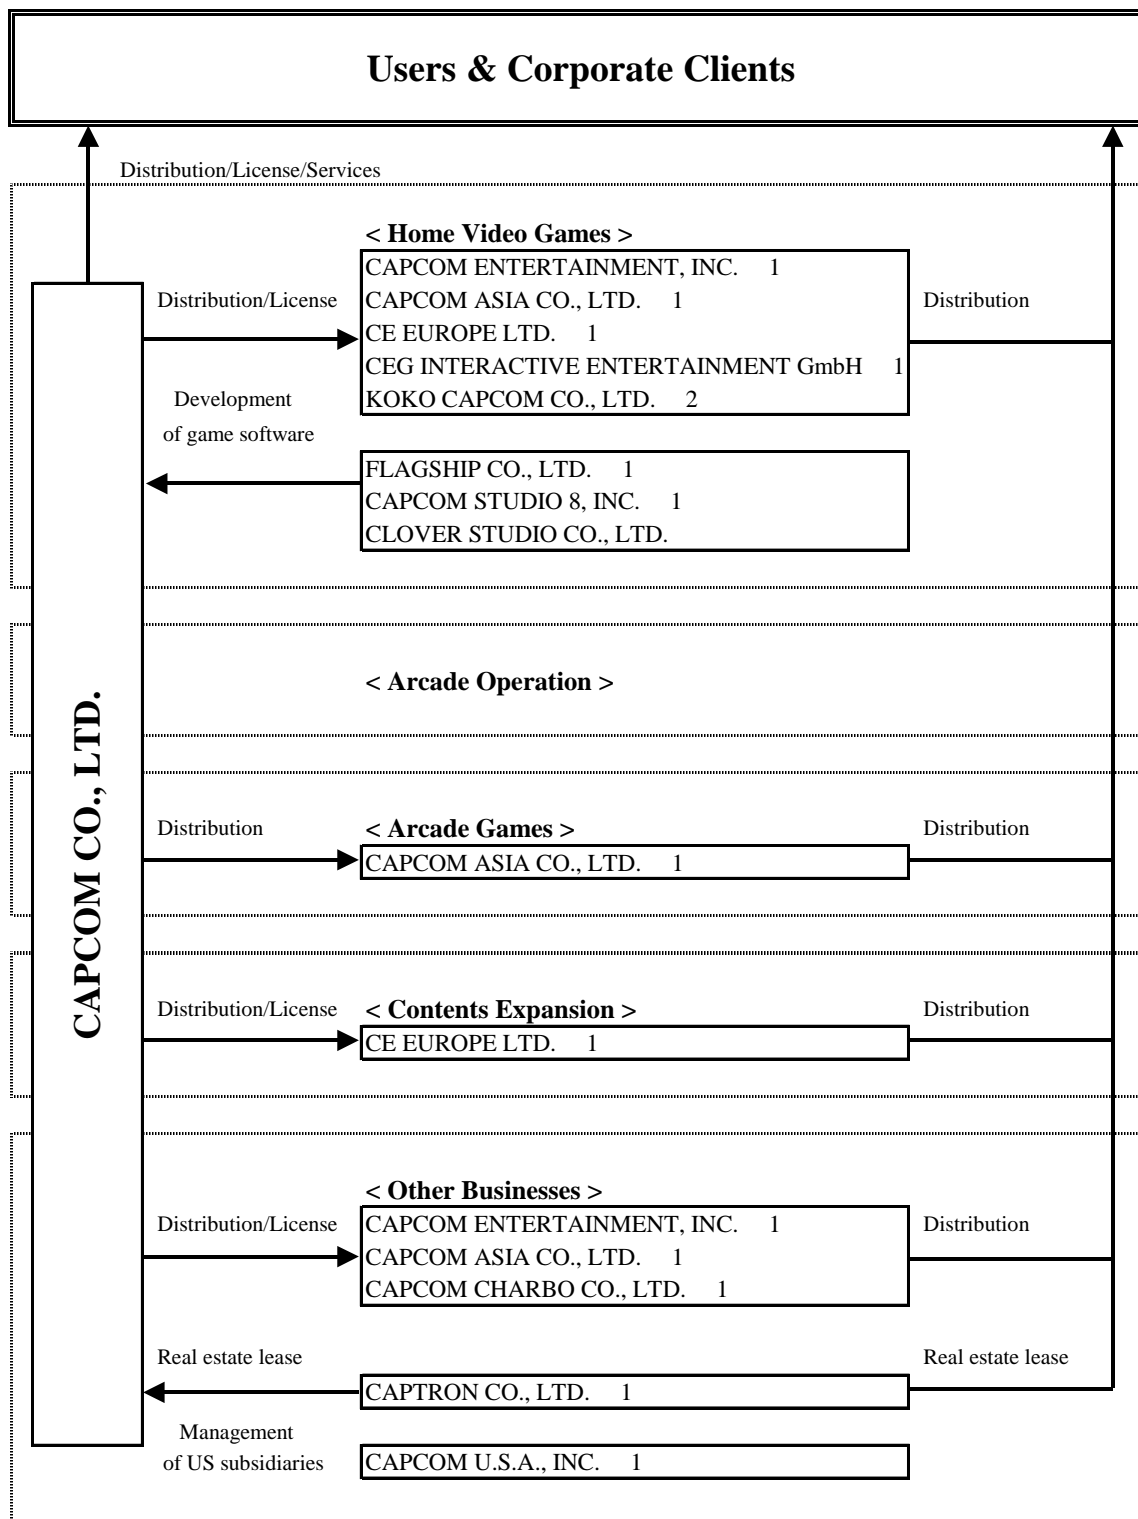 Users & Corporate Clients
Distribution/License/Services
< Home Video Games >
CAPCOM ENTERTAINMENT, INC. 1
Distribution/License
CAPCOM ASIA CO., LTD. 1
Distribution
CE EUROPE LTD. 1
CEG INTERACTIVE ENTERTAINMENT GmbH 1
Development
KOKO CAPCOM CO., LTD. 2
of game software
FLAGSHIP CO., LTD. 1
CAPCOM STUDIO 8, INC. 1
CLOVER STUDIO CO., LTD.
CAPCOM CO., LTD.
< Arcade Operation >
Distribution
< Arcade Games >
Distribution
CAPCOM ASIA CO., LTD. 1
Distribution/License
< Contents Expansion >
Distribution
CE EUROPE LTD. 1
< Other Businesses >
Distribution/License
CAPCOM ENTERTAINMENT, INC. 1
Distribution
CAPCOM ASIA CO., LTD. 1
CAPCOM CHARBO CO., LTD. 1
Real estate lease
Real estate lease
CAPTRON CO., LTD. 1
Management
of US subsidiaries
CAPCOM U.S.A., INC. 1